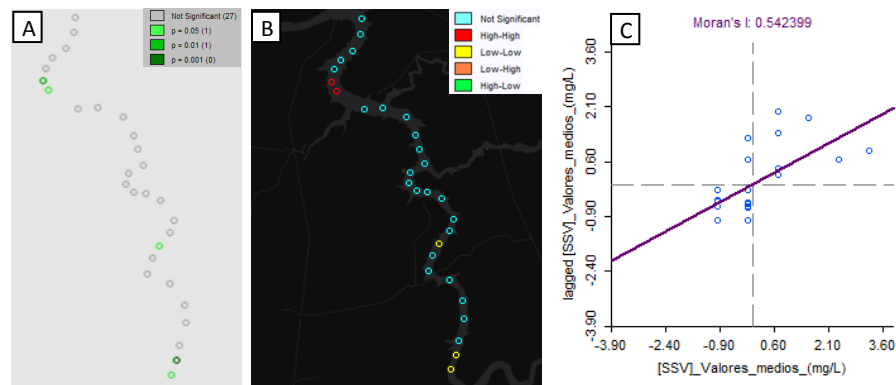 A
Not Significant (27)
p = 0.05 (1)
p = 0.01 (1)
p = 0.001 (0)
B
Not Significant
High-High
Low-Low
Low-High
High-Low
C
Moran's I: 0.542399
lagged [SSV]_Valores_medios_(mg/L)
3.60
2.10
0.60
-0.90
-2.40
-3.90
-3.90
-2.40
-0.90
0.60
2.10
3.60
[SSV]_Valores_medios_(mg/L)